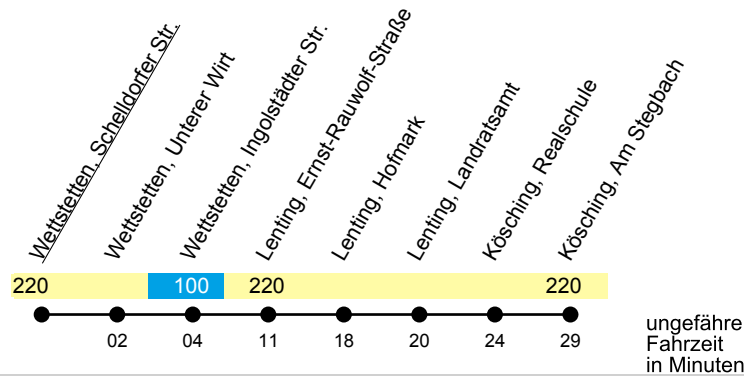 Wettstetten, Schelldorfer Str.
Wettstetten, Unterer Wirt
Wettstetten, Ingolstädter Str.
Lenting, Ernst-Rauwolf-Straße
Lenting, Hofmark
Lenting, Landratsamt
Kösching, Realschule
Kösching, Am Stegbach
220 100 220 220
02 04 11 18 20 24 29
ungefähre
Fahrzeit
in Minuten